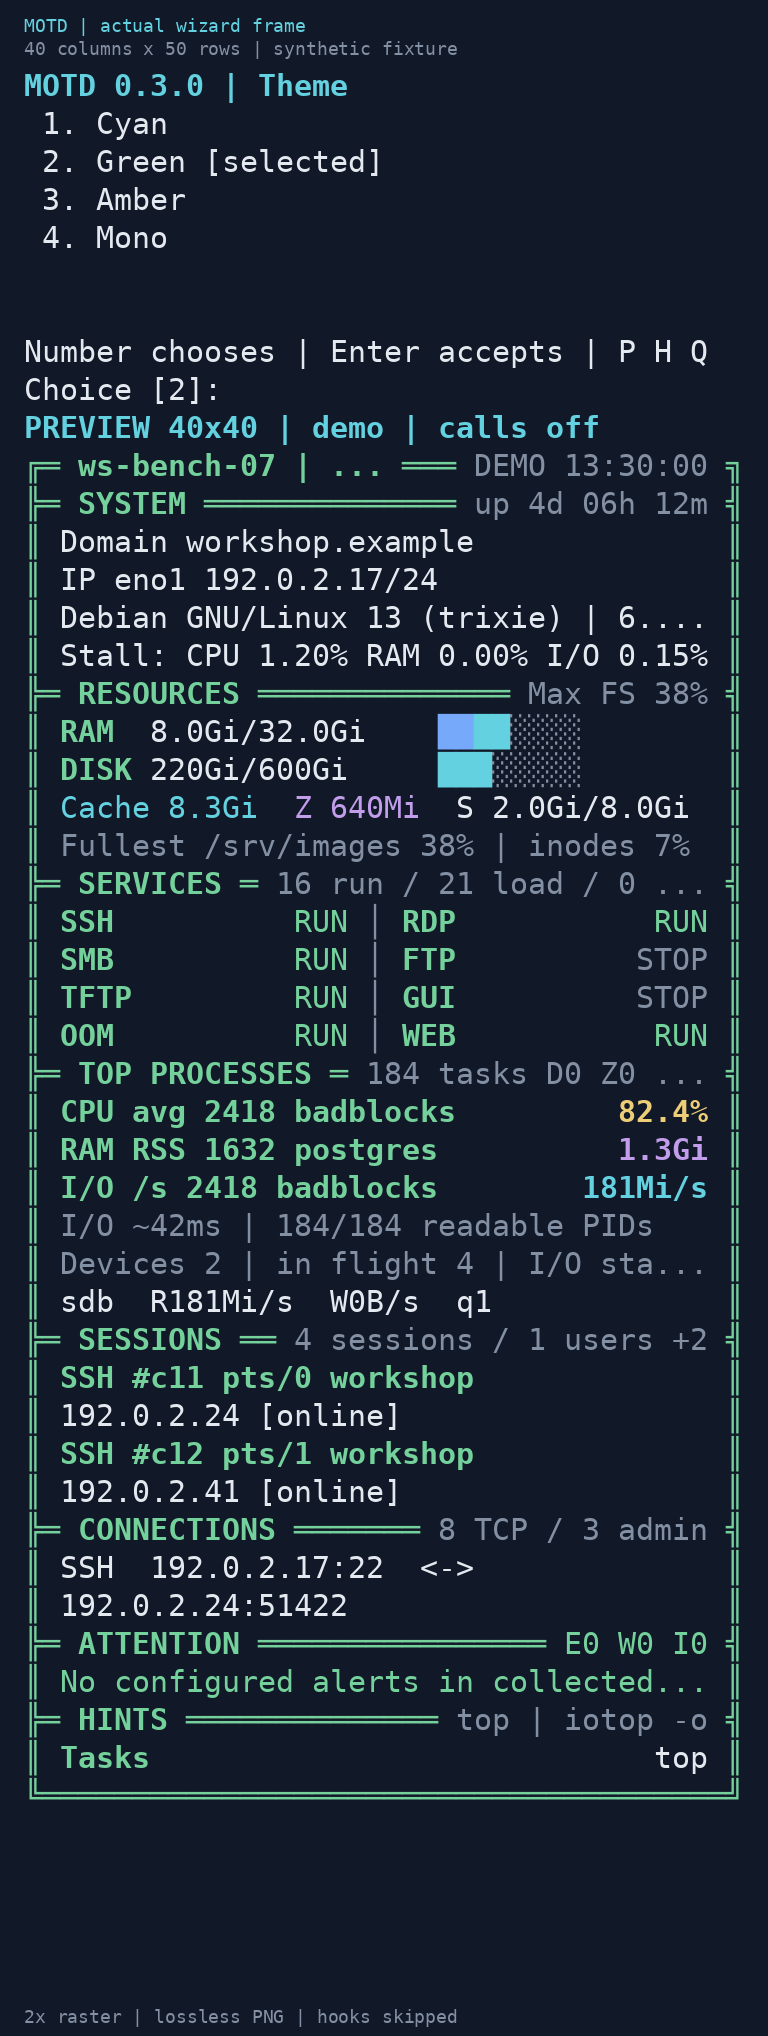 MOTD | actual wizard frame
40 columns x 50 rows | synthetic fixture
MOTD 0.3.0 | Theme
1. Cyan
2. Green [selected]
3. Amber
4. Mono
Number chooses | Enter accepts | P H Q
Choice [2]:
PREVIEW 40x40 | demo | calls off
╔═ ws-bench-07 | ... ═══ DEMO 13:30:00 ╗
╠═ SYSTEM ══════════════ up 4d 06h 12m ╣
║ Domain workshop.example              ║
║ IP eno1 192.0.2.17/24                ║
║ Debian GNU/Linux 13 (trixie) | 6.... ║
║ Stall: CPU 1.20% RAM 0.00% I/O 0.15% ║
╠═ RESOURCES ══════════════ Max FS 38% ╣
║ RAM  8.0Gi/32.0Gi    ████░░░░        ║
║ DISK 220Gi/600Gi     ███░░░░░        ║
║ Cache 8.3Gi  Z 640Mi  S 2.0Gi/8.0Gi  ║
║ Fullest /srv/images 38% | inodes 7%  ║
╠═ SERVICES ═ 16 run / 21 load / 0 ... ╣
║ SSH          RUN │ RDP           RUN ║
║ SMB          RUN │ FTP          STOP ║
║ TFTP         RUN │ GUI          STOP ║
║ OOM          RUN │ WEB           RUN ║
╠═ TOP PROCESSES ═ 184 tasks D0 Z0 ... ╣
║ CPU avg 2418 badblocks         82.4% ║
║ RAM RSS 1632 postgres          1.3Gi ║
║ I/O /s 2418 badblocks        181Mi/s ║
║ I/O ~42ms | 184/184 readable PIDs    ║
║ Devices 2 | in flight 4 | I/O sta... ║
║ sdb  R181Mi/s  W0B/s  q1             ║
╠═ SESSIONS ══ 4 sessions / 1 users +2 ╣
║ SSH #c11 pts/0 workshop              ║
║ 192.0.2.24 [online]                  ║
║ SSH #c12 pts/1 workshop              ║
║ 192.0.2.41 [online]                  ║
╠═ CONNECTIONS ═══════ 8 TCP / 3 admin ╣
║ SSH  192.0.2.17:22  <->              ║
║ 192.0.2.24:51422                     ║
╠═ ATTENTION ════════════════ E0 W0 I0 ╣
║ No configured alerts in collected... ║
╠═ HINTS ══════════════ top | iotop -o ╣
║ Tasks                            top ║
╚══════════════════════════════════════╝
2x raster | lossless PNG | hooks skipped